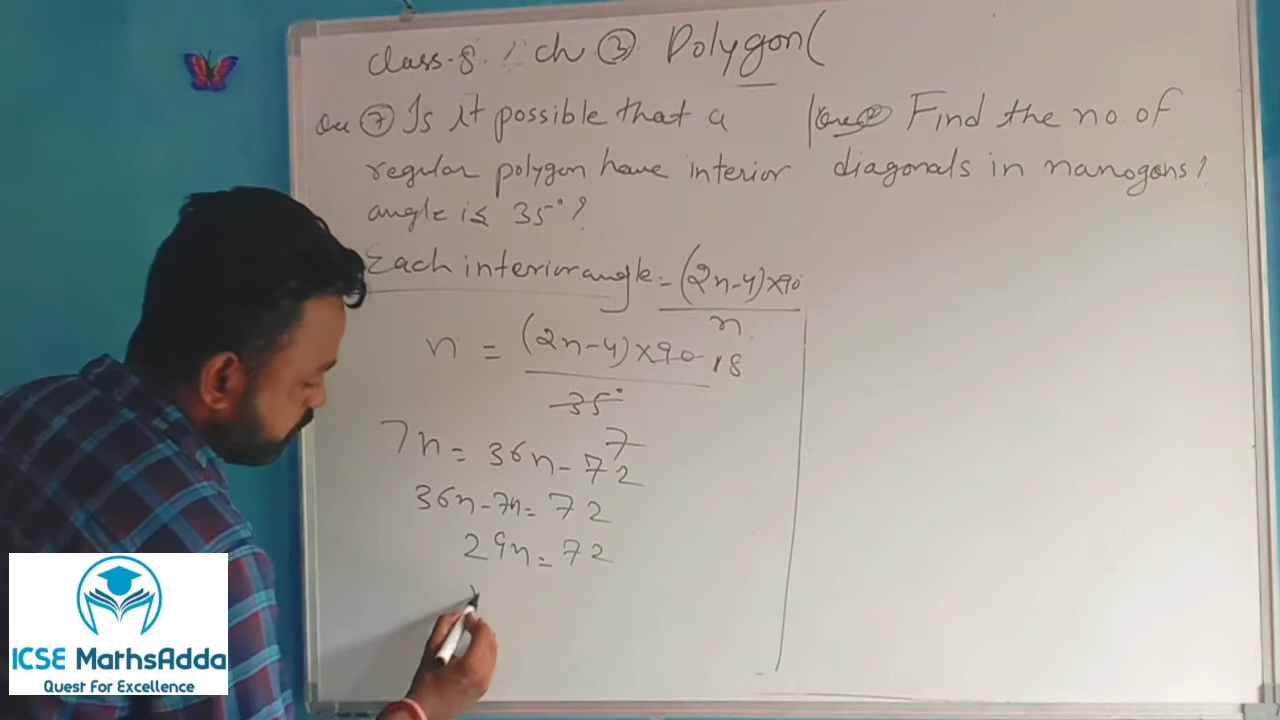 class-8 ch ③ Polygon(
Que ⑦ Is it possible that a
regular polygon have interior
angle is 35°?
Each interior angle = (2n-4)×90
n
n = (2n-4)×90 18
35°
7
7n = 36n - 72
36n - 7n = 72
29n = 72
Find the no of
diagonals in nanogons?
ICSE MathsAdda
Quest For Excellence